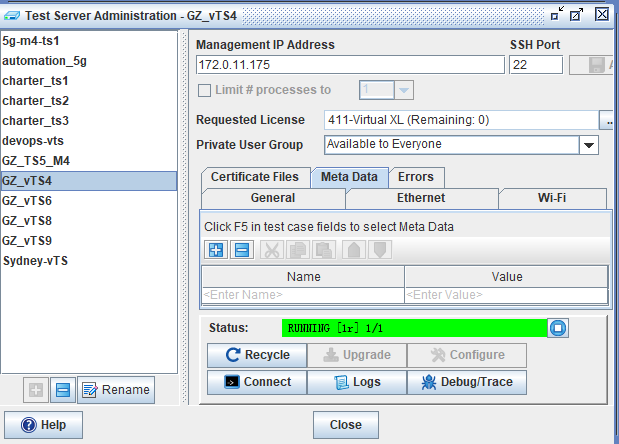 Test Server Administration - GZ_vTS4
5g-m4-ts1
automation_5g
charter_ts1
charter_ts2
charter_ts3
devops-vts
GZ_TS5_M4
GZ_vTS4
GZ_vTS6
GZ_vTS8
GZ_vTS9
Sydney-vTS
Rename
Management IP Address
SSH Port
172.0.11.175
22
Limit # processes to
1
Requested License
411-Virtual XL (Remaining: 0)
..
Private User Group
Available to Everyone
Certificate Files
Meta Data
Errors
General
Ethernet
Wi-Fi
Click F5 in test case fields to select Meta Data
Name
Value
<Enter Name>
<Enter Value>
Status:
RUNNING [lr] 1/1
Recycle
Upgrade
Configure
Connect
Logs
Debug/Trace
Help
Close